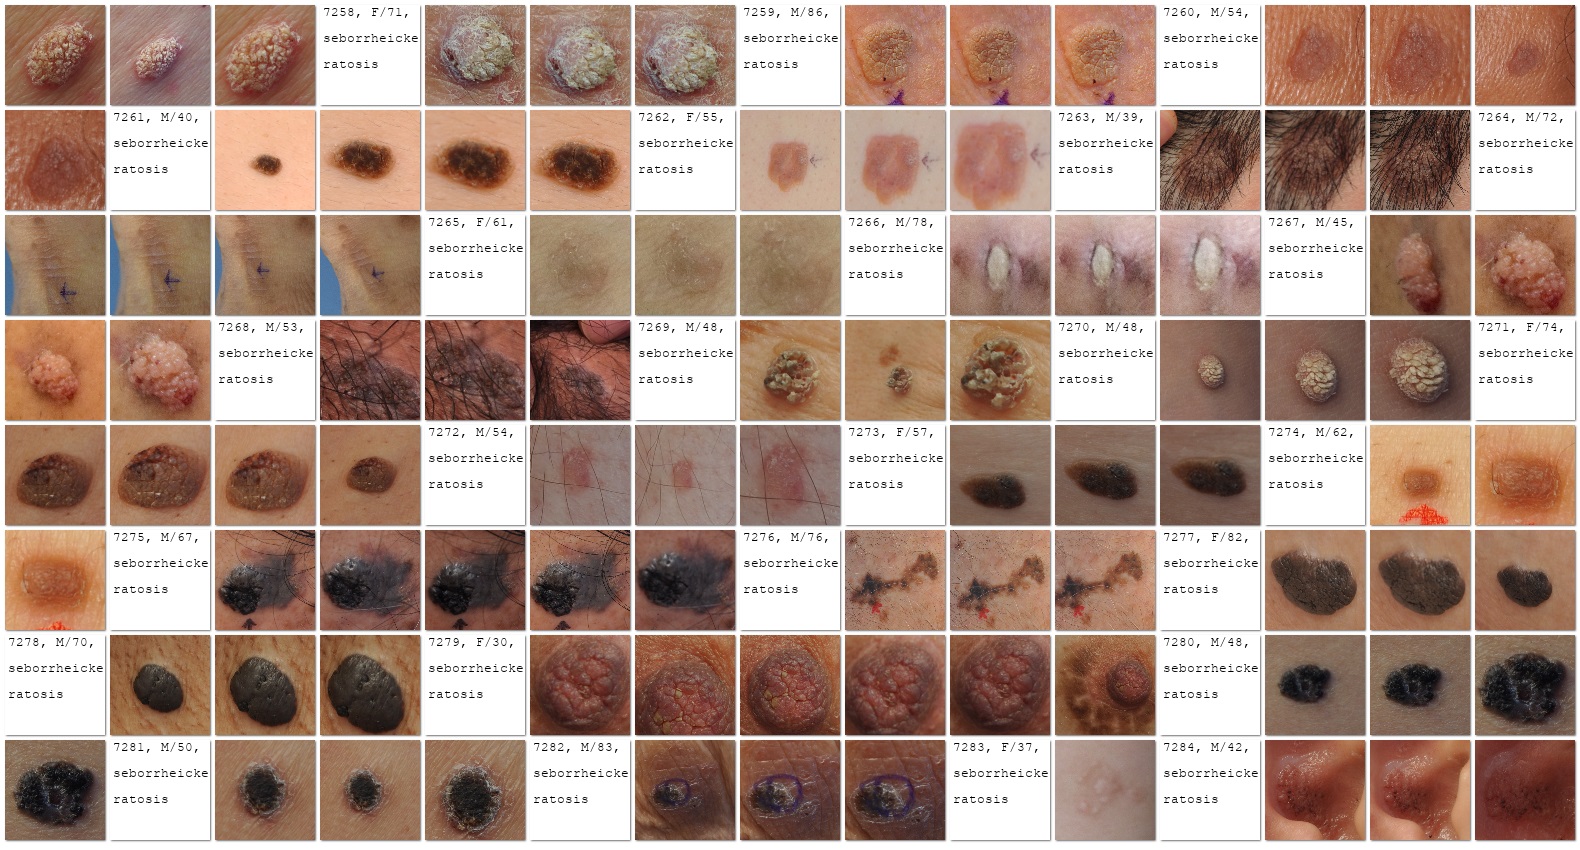 7258, F/71,
seborrheicke
ratosis
7259, M/86,
seborrheicke
ratosis
7260, M/54,
seborrheicke
ratosis
7261, M/40,
seborrheicke
ratosis
7262, F/55,
seborrheicke
ratosis
7263, M/39,
seborrheicke
ratosis
7264, M/72,
seborrheicke
ratosis
7265, F/61,
seborrheicke
ratosis
7266, M/78,
seborrheicke
ratosis
7267, M/45,
seborrheicke
ratosis
7268, M/53,
seborrheicke
ratosis
7269, M/48,
seborrheicke
ratosis
7270, M/48,
seborrheicke
ratosis
7271, F/74,
seborrheicke
ratosis
7272, M/54,
seborrheicke
ratosis
7273, F/57,
seborrheicke
ratosis
7274, M/62,
seborrheicke
ratosis
7275, M/67,
seborrheicke
ratosis
7276, M/76,
seborrheicke
ratosis
7277, F/82,
seborrheicke
ratosis
7278, M/70,
seborrheicke
ratosis
7279, F/30,
seborrheicke
ratosis
7280, M/48,
seborrheicke
ratosis
7281, M/50,
seborrheicke
ratosis
7282, M/83,
seborrheicke
ratosis
7283, F/37,
seborrheicke
ratosis
7284, M/42,
seborrheicke
ratosis